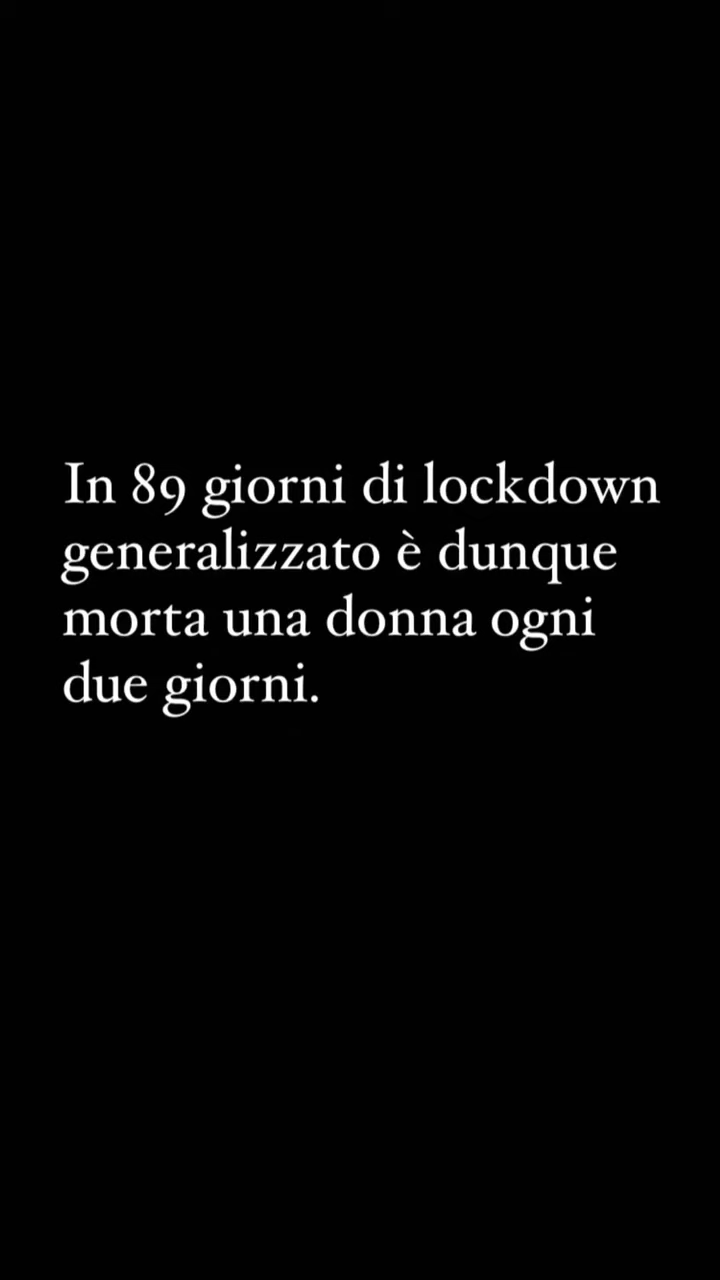 In 89 giorni di lockdown
generalizzato è dunque
morta una donna ogni
due giorni.